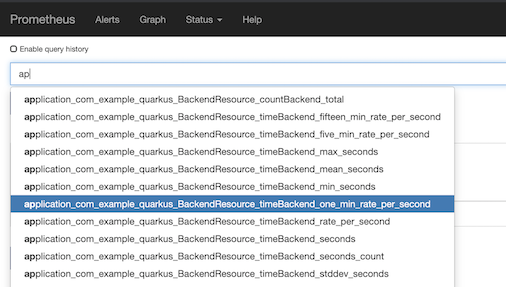 Prometheus Alerts Graph Status Help
Enable query history
ap
application_com_example_quarkus_BackendResource_countBackend_total
application_com_example_quarkus_BackendResource_timeBackend_fifteen_min_rate_per_second
application_com_example_quarkus_BackendResource_timeBackend_five_min_rate_per_second
application_com_example_quarkus_BackendResource_timeBackend_max_seconds
application_com_example_quarkus_BackendResource_timeBackend_mean_seconds
application_com_example_quarkus_BackendResource_timeBackend_min_seconds
application_com_example_quarkus_BackendResource_timeBackend_one_min_rate_per_second
application_com_example_quarkus_BackendResource_timeBackend_rate_per_second
application_com_example_quarkus_BackendResource_timeBackend_seconds
application_com_example_quarkus_BackendResource_timeBackend_seconds_count
application_com_example_quarkus_BackendResource_timeBackend_stddev_seconds